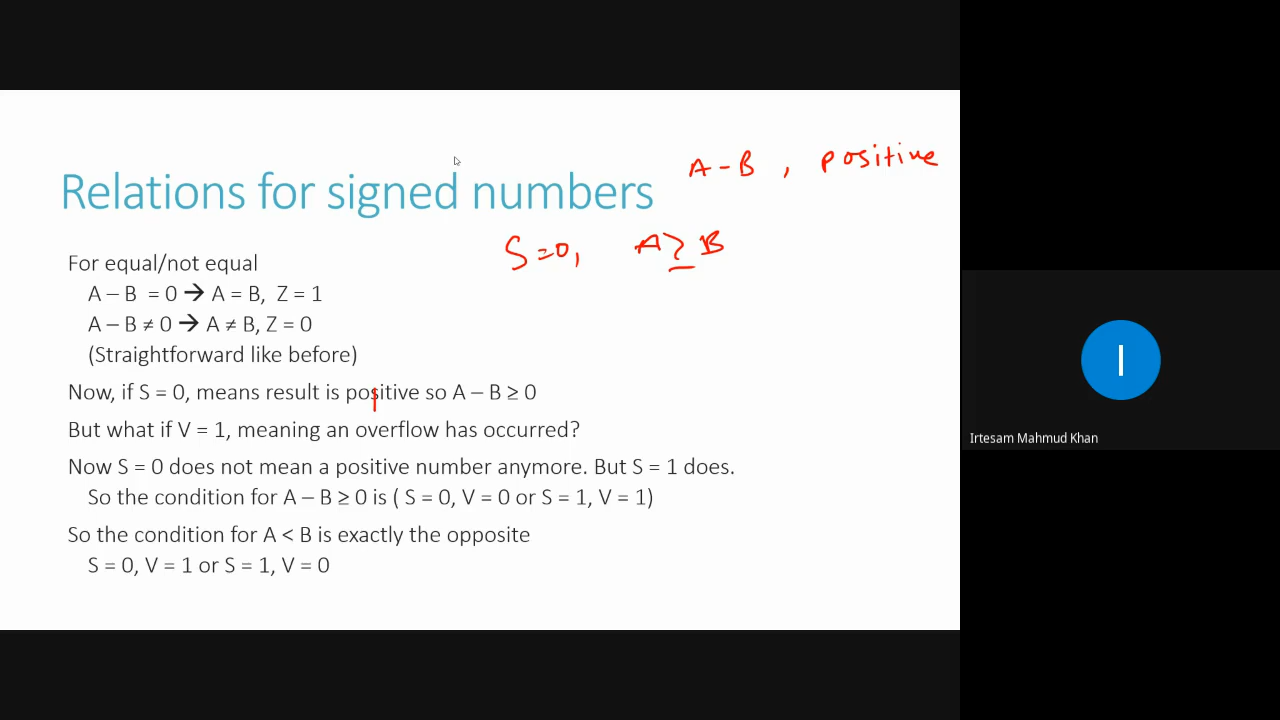 A - B , positive
Relations for signed numbers
S = 0, A ≥ B
For equal/not equal
A – B = 0 → A = B, Z = 1
A – B ≠ 0 → A ≠ B, Z = 0
(Straightforward like before)
Now, if S = 0, means result is positive so A – B ≥ 0
But what if V = 1, meaning an overflow has occurred?
Now S = 0 does not mean a positive number anymore. But S = 1 does.
So the condition for A – B ≥ 0 is ( S = 0, V = 0 or S = 1, V = 1)
So the condition for A < B is exactly the opposite
S = 0, V = 1 or S = 1, V = 0
I
Irtesam Mahmud Khan